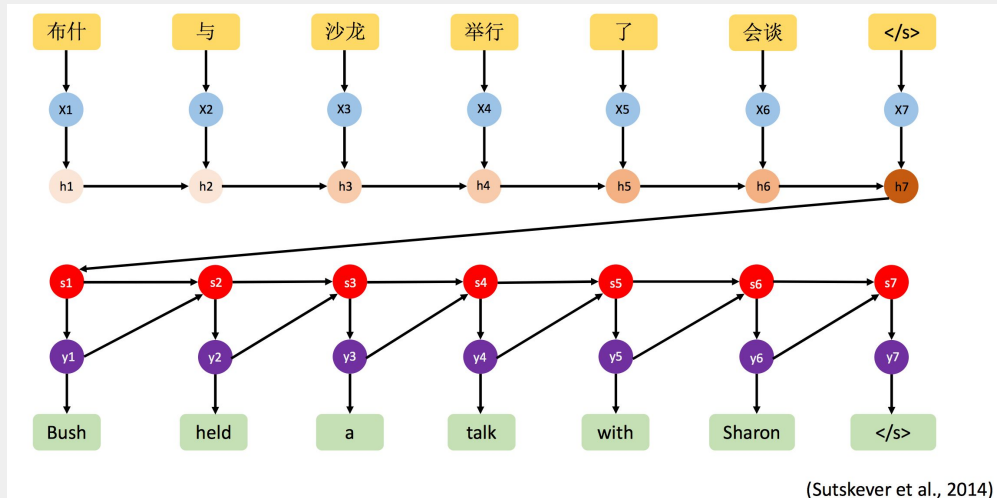 布什 与 沙龙 举行 了 会谈 </s>
X1 X2 X3 X4 X5 X6 X7
h1 h2 h3 h4 h5 h6 h7
s1 s2 s3 s4 s5 s6 s7
y1 y2 y3 y4 y5 y6 y7
Bush held a talk with Sharon </s>
(Sutskever et al., 2014)